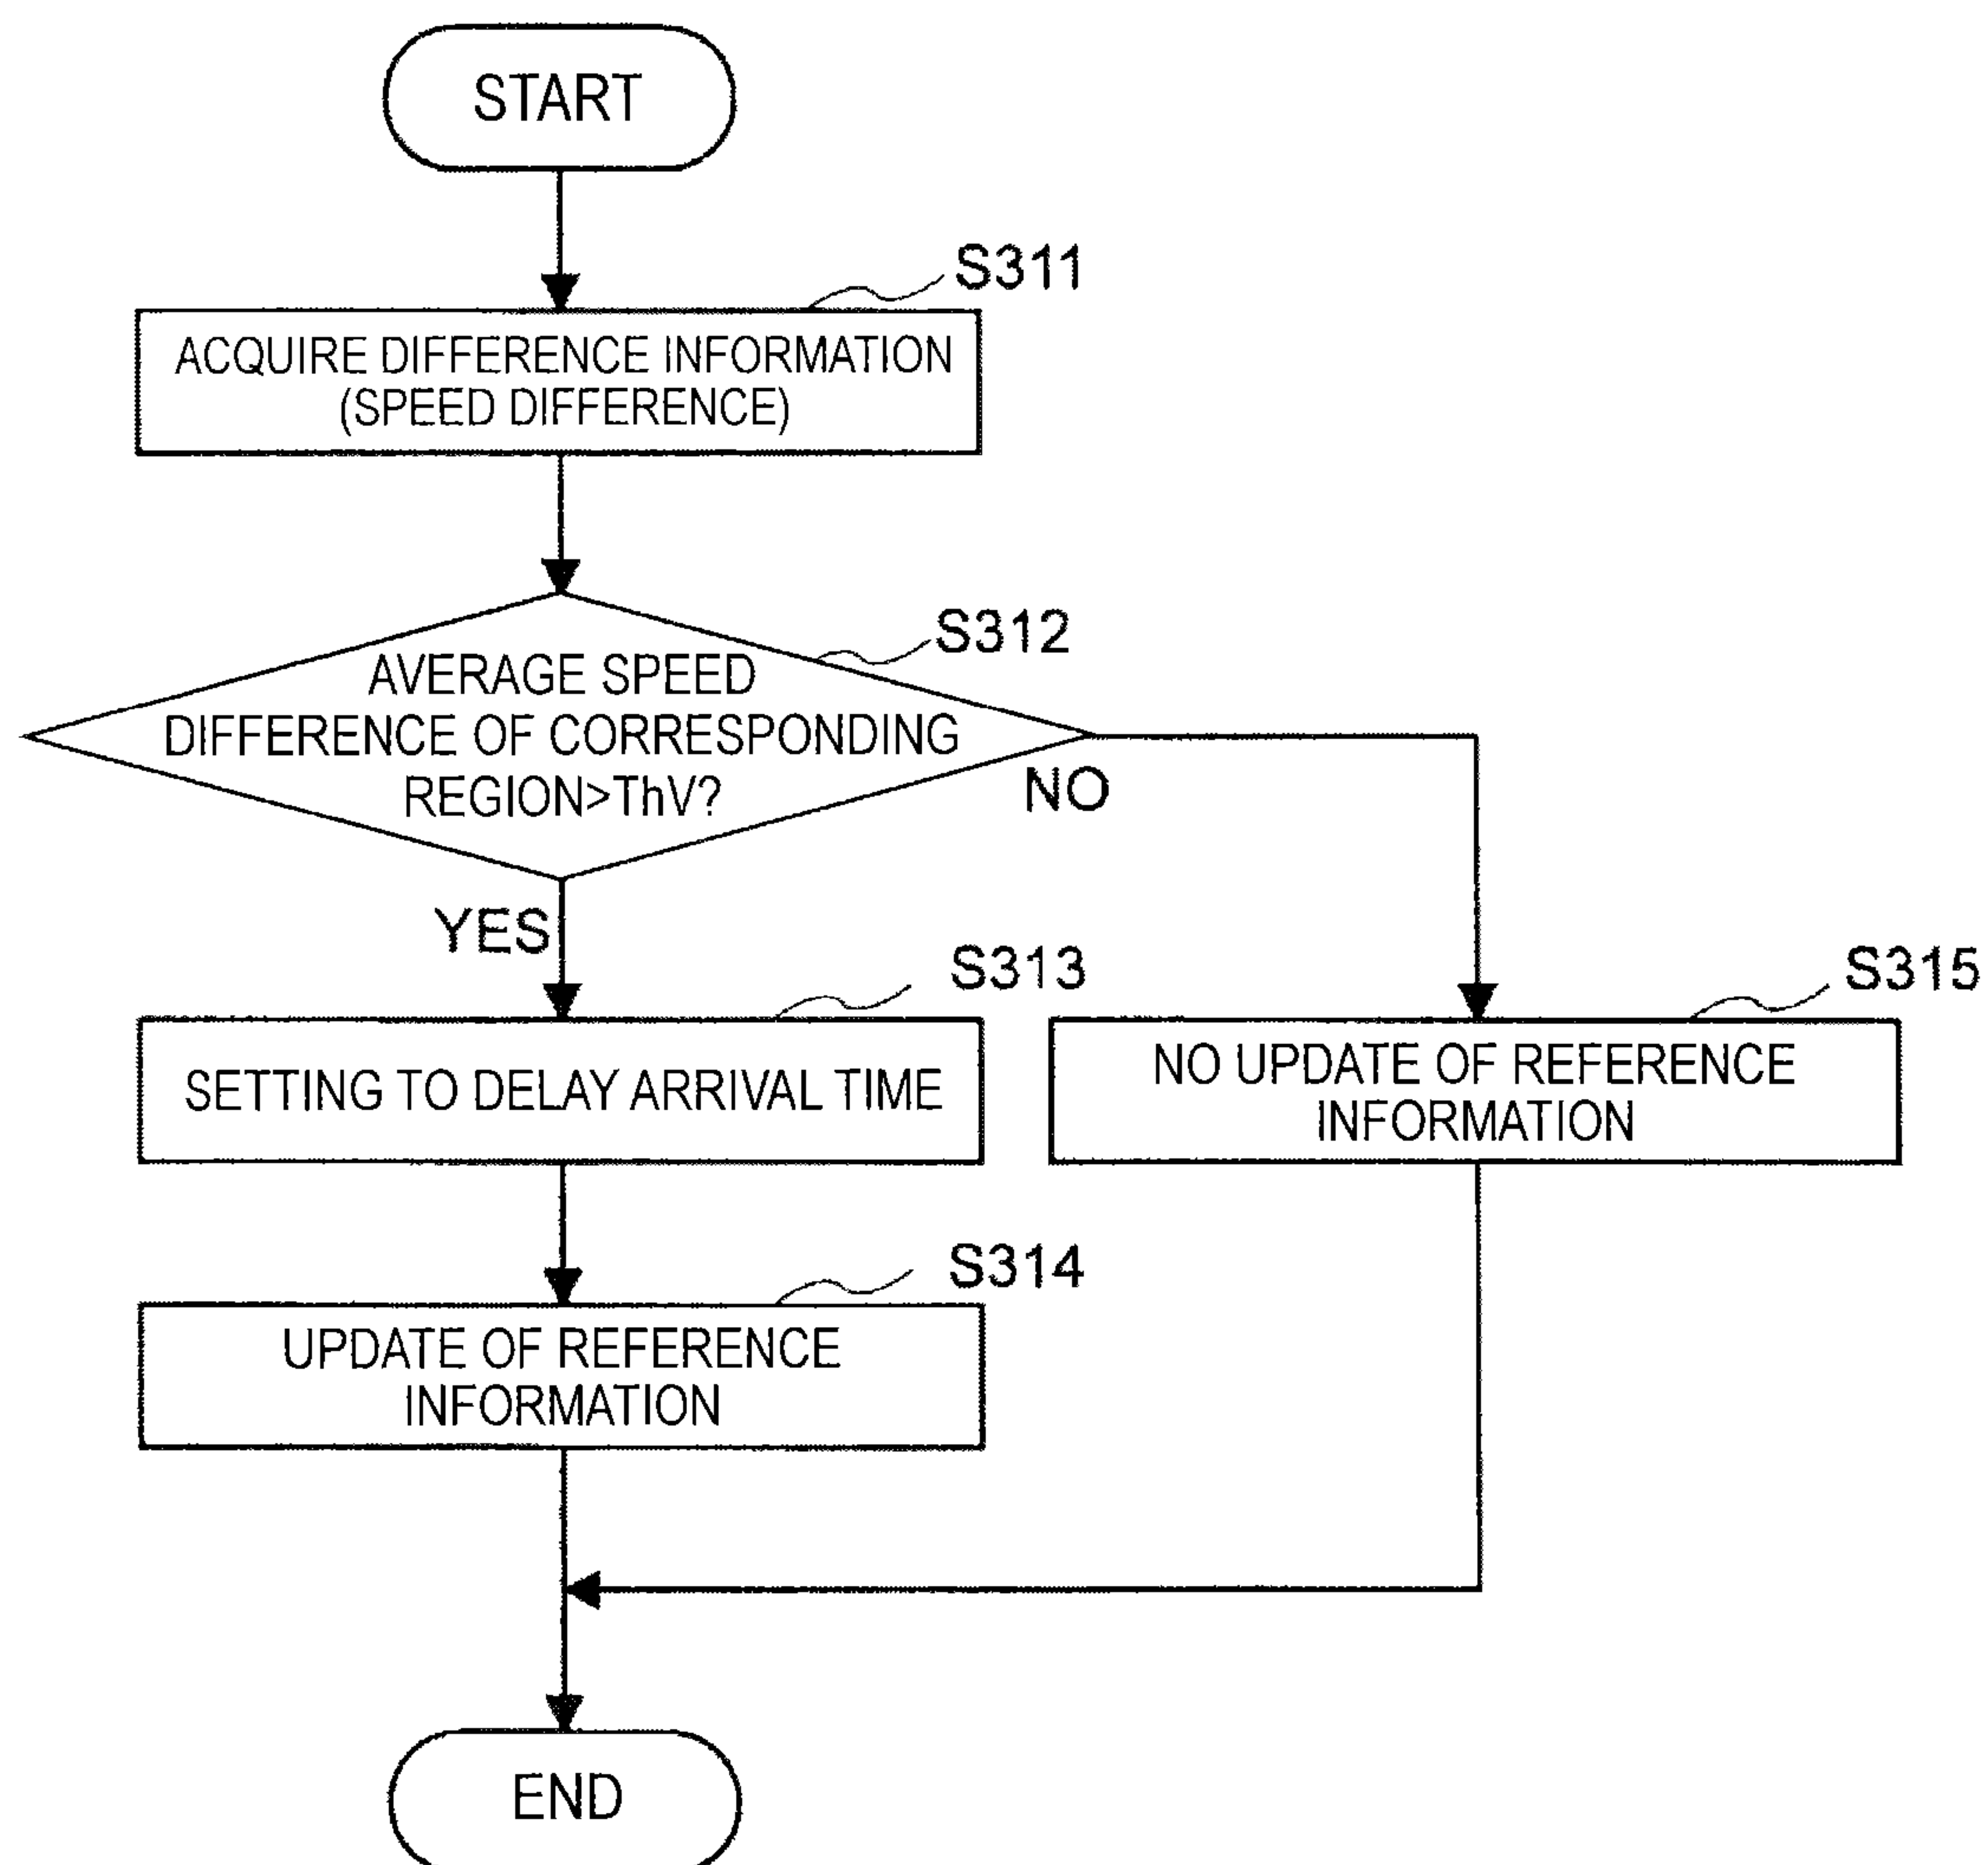 START
S311
ACQUIRE DIFFERENCE INFORMATION
(SPEED DIFFERENCE)
S312
AVERAGE SPEED
DIFFERENCE OF CORRESPONDING
REGION>ThV?
NO
YES
S313
SETTING TO DELAY ARRIVAL TIME
S315
NO UPDATE OF REFERENCE
INFORMATION
S314
UPDATE OF REFERENCE
INFORMATION
END